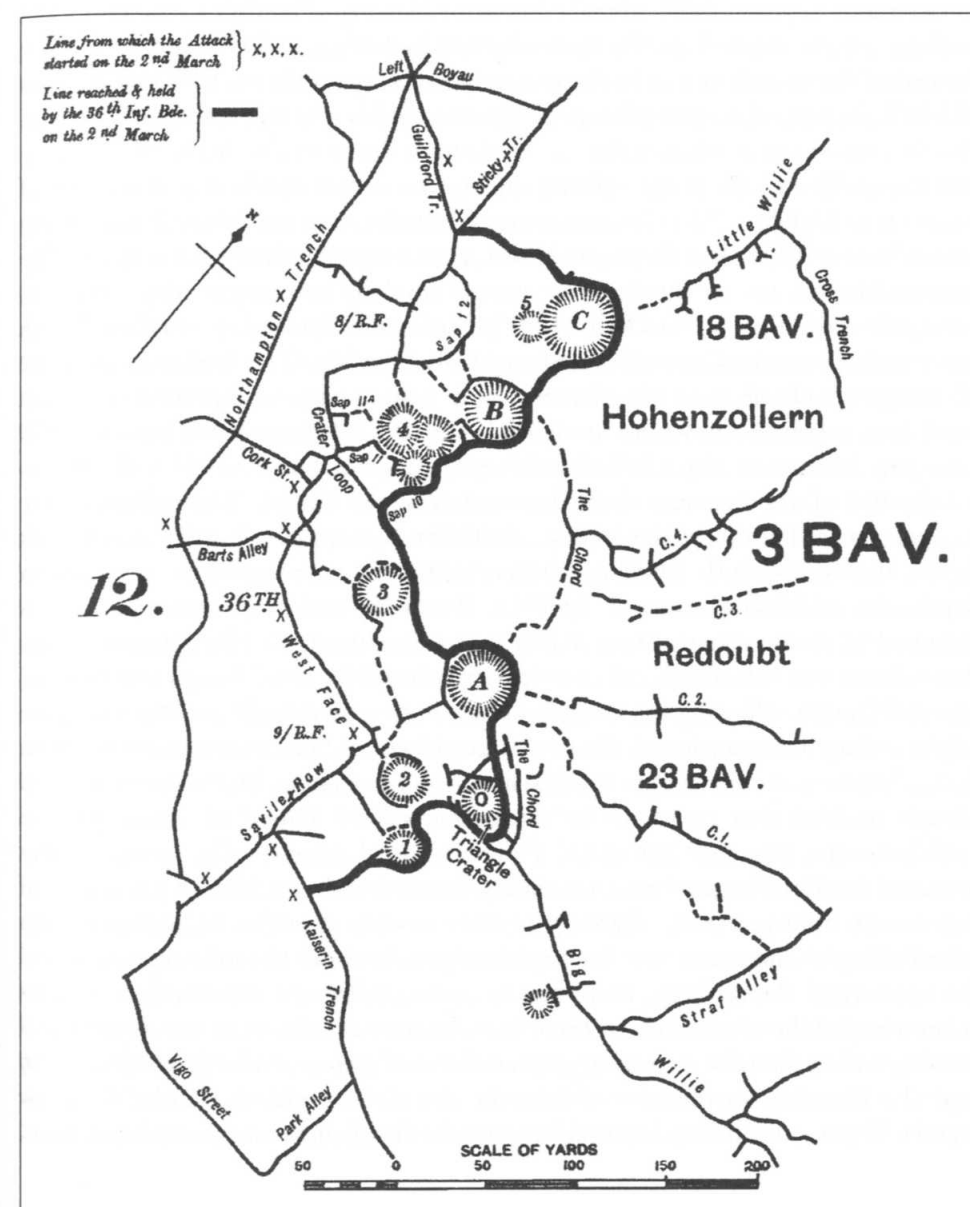 Line from which the Attack
started on the 2nd March } X, X, X.
Line reached & held
by the 36th Inf. Bde.
on the 2nd March }
Left Boyau
Guildford Tr.
Sticky Tr.
N.
Northampton Trench
Little Willie
Cross Trench
8/R.F.
Sap 12
5
C
18 BAV.
B
Hohenzollern
Sap 11A
4
Crater Loop
Sap 11
Cork St.
Sap 10
The Chord
C.4.
3 BAV.
Barts Alley
12.
3
36TH
C.3.
Redoubt
West Face
A
C.2.
9/R.F.
The Chord
23 BAV.
2
O
Savile Row
1
Triangle
Crater
C.1.
Kaiserin Trench
Big Willie
Straf Alley
Vigo Street
Park Alley
SCALE OF YARDS
50 0 50 100 150 200